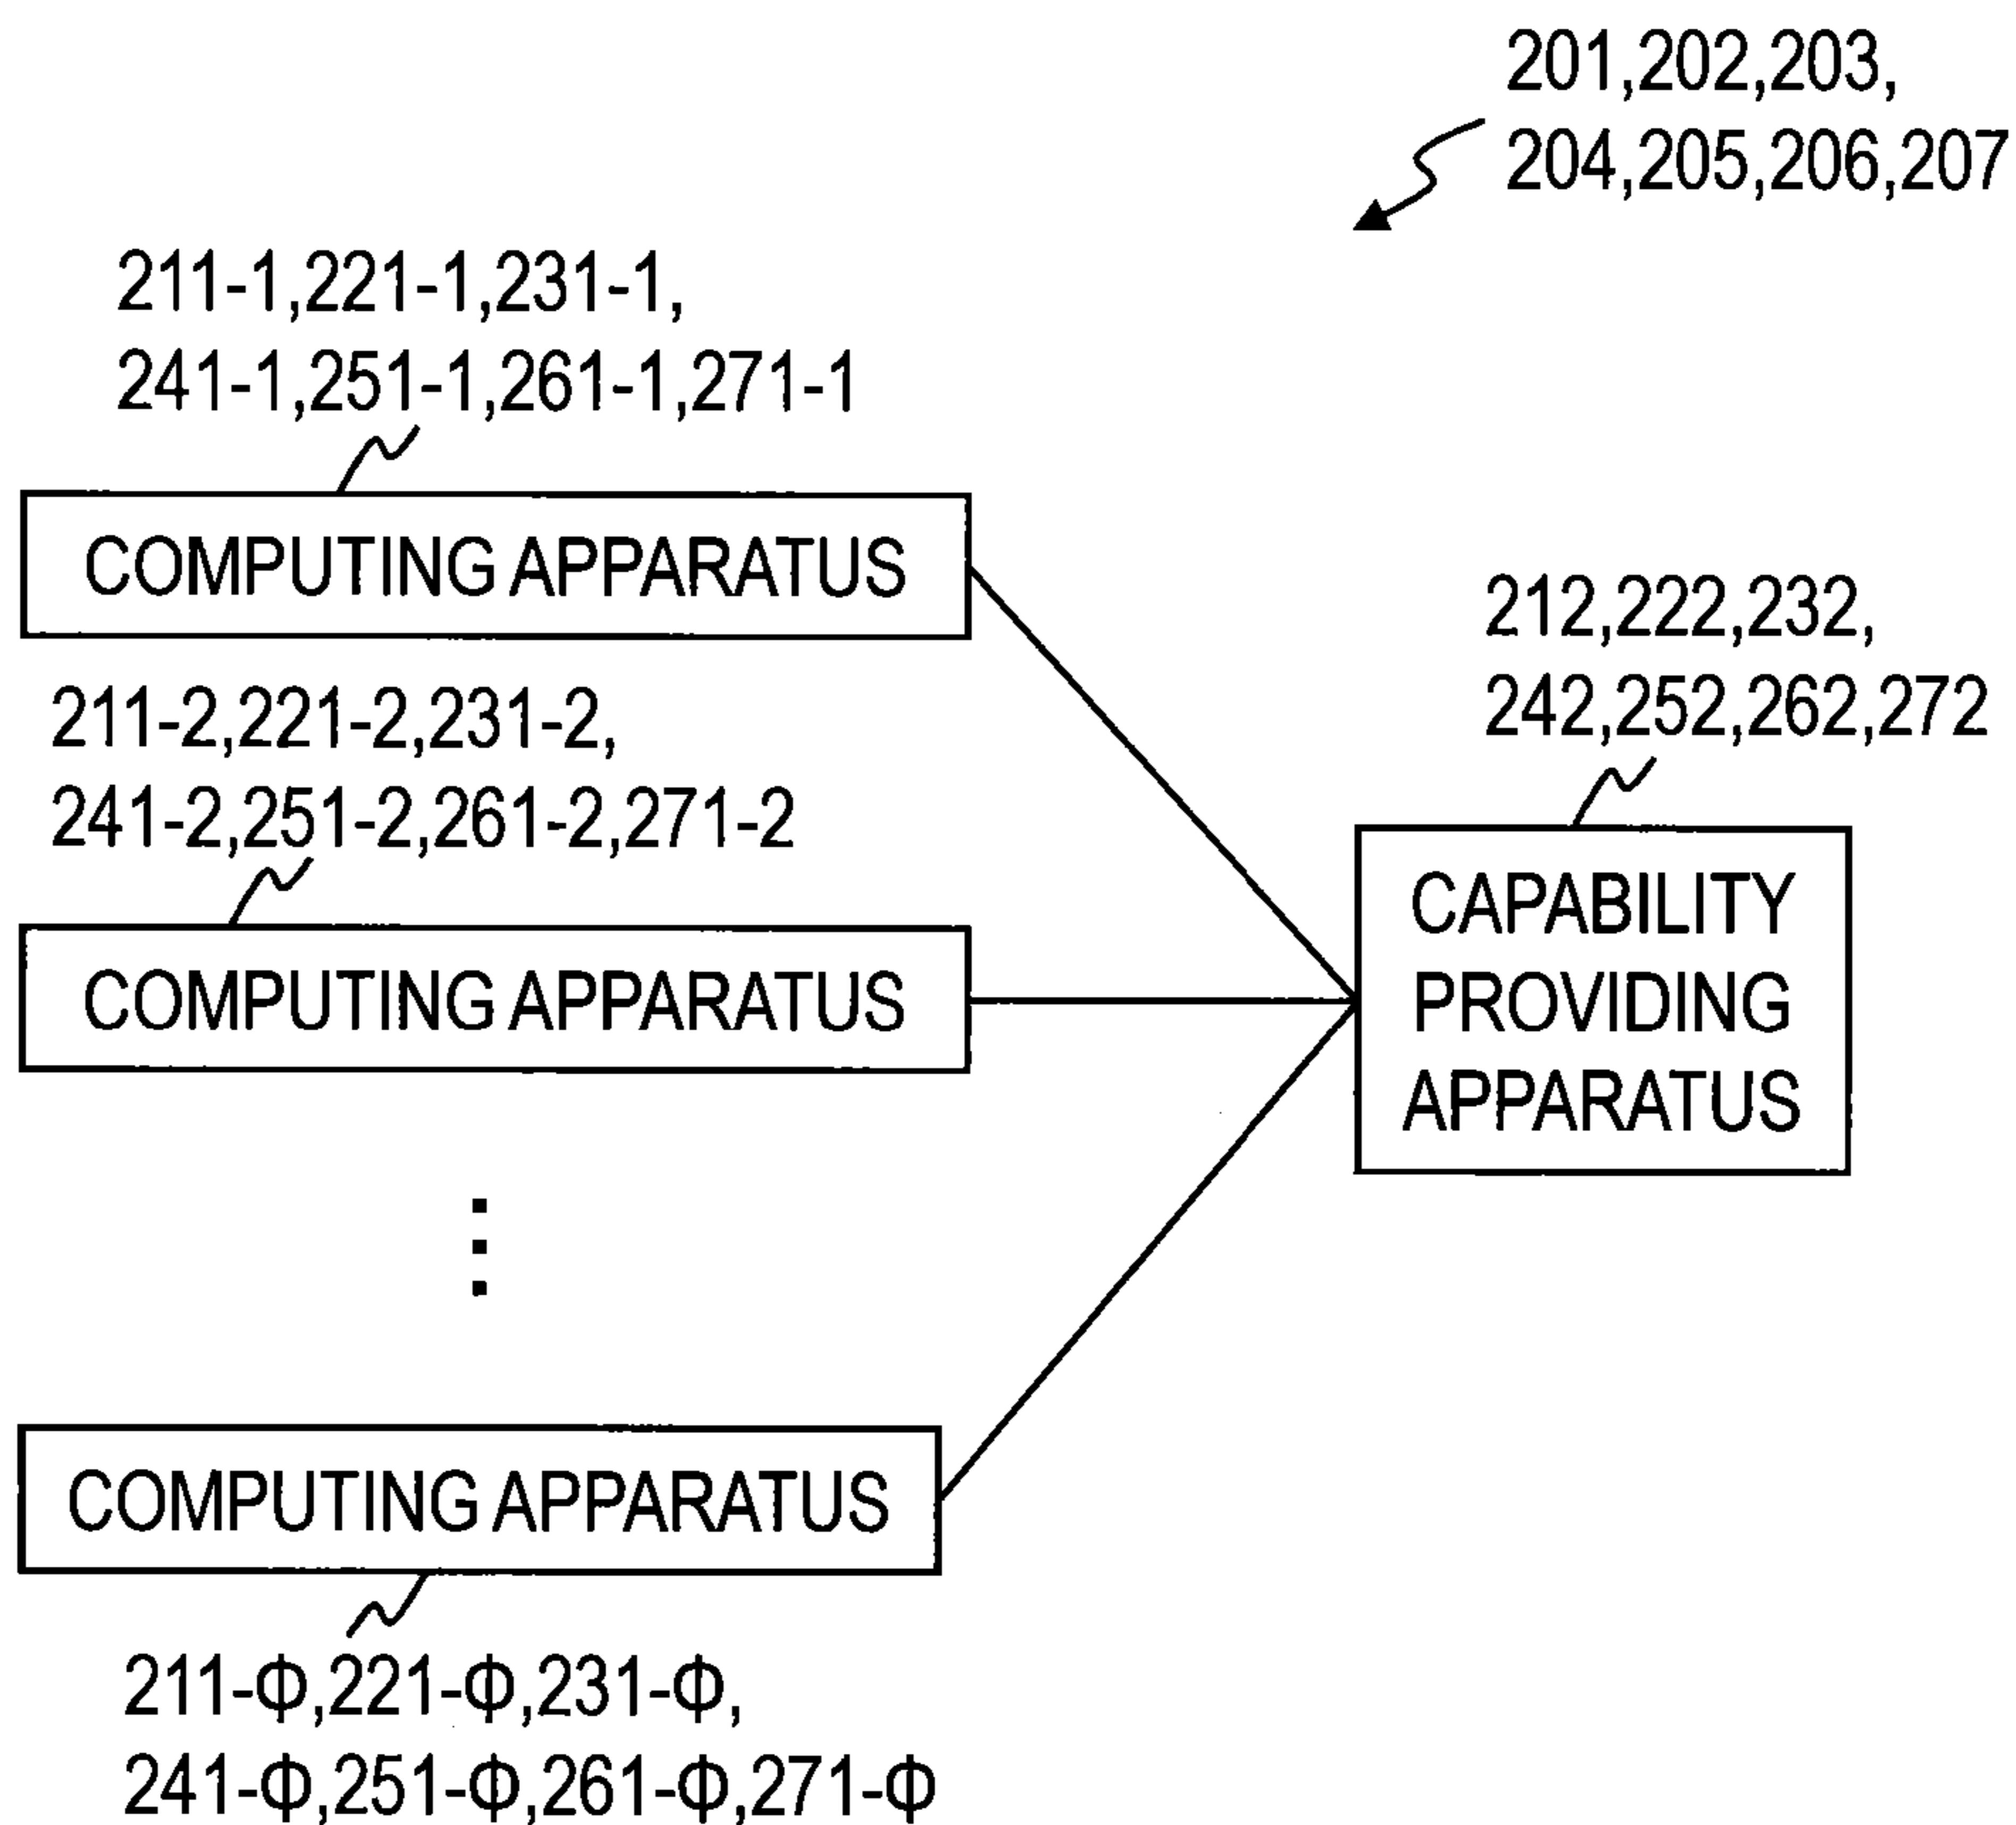 201,202,203,
204,205,206,207
211-1,221-1,231-1,
241-1,251-1,261-1,271-1
COMPUTING APPARATUS
212,222,232,
242,252,262,272
211-2,221-2,231-2,
241-2,251-2,261-2,271-2
CAPABILITY
PROVIDING
APPARATUS
COMPUTING APPARATUS
COMPUTING APPARATUS
211-Φ,221-Φ,231-Φ,
241-Φ,251-Φ,261-Φ,271-Φ